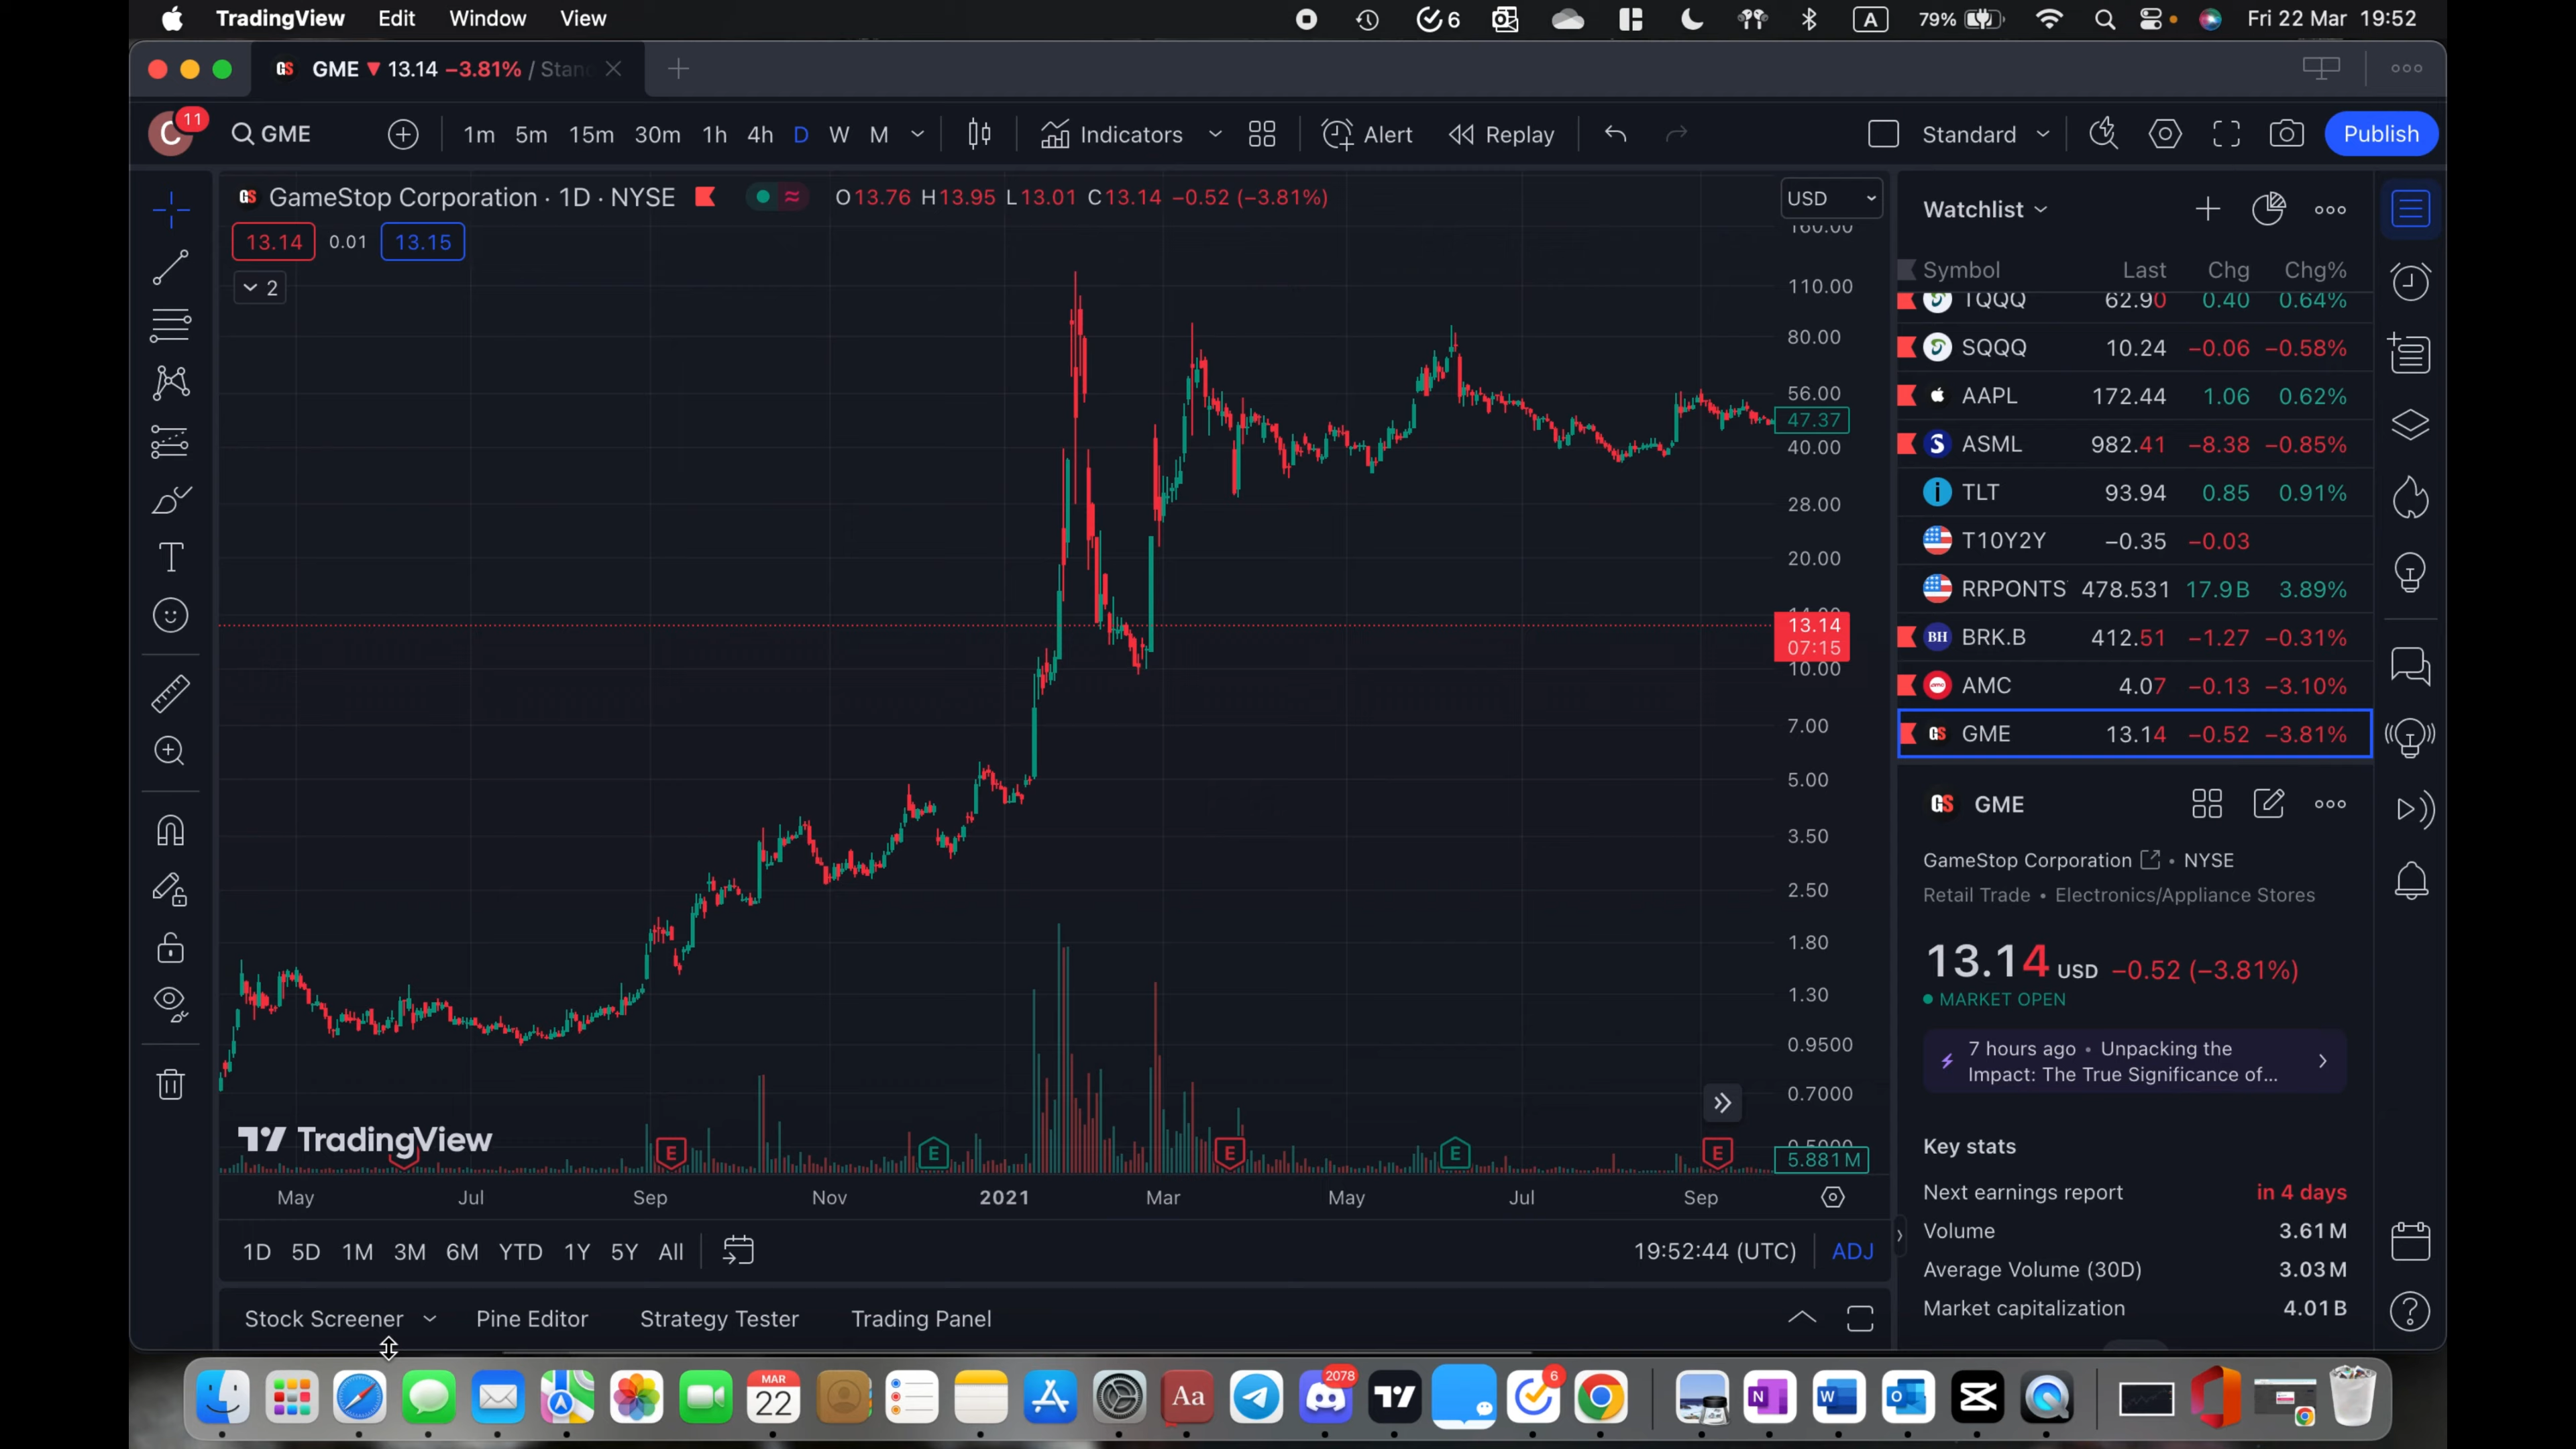 TradingView Edit Window View 6 A 79% Fri 22 Mar 19:52
GS GME 13.14 −3.81% / Stan
C 11 GME 1m 5m 15m 30m 1h 4h D W M Indicators Alert Replay Standard Publish
GS GameStop Corporation · 1D · NYSE O13.76 H13.95 L13.01 C13.14 −0.52 (−3.81%)
USD
13.14 0.01 13.15
2
160.00
110.00
80.00
56.00
47.37
40.00
28.00
20.00
13.14
07:15
10.00
7.00
5.00
3.50
2.50
1.80
1.30
0.9500
0.7000
0.5000
5.881M
TradingView
E E E E E
May Jul Sep Nov 2021 Mar May Jul Sep
1D 5D 1M 3M 6M YTD 1Y 5Y All 19:52:44 (UTC) ADJ
Stock Screener Pine Editor Strategy Tester Trading Panel
Watchlist
Symbol Last Chg Chg%
TQQQ 62.90 0.40 0.64%
SQQQ 10.24 −0.06 −0.58%
AAPL 172.44 1.06 0.62%
ASML 982.41 −8.38 −0.85%
TLT 93.94 0.85 0.91%
T10Y2Y −0.35 −0.03
RRPONTS 478.531 17.9B 3.89%
BH BRK.B 412.51 −1.27 −0.31%
AMC 4.07 −0.13 −3.10%
GS GME 13.14 −0.52 −3.81%
GS GME
GameStop Corporation • NYSE
Retail Trade • Electronics/Appliance Stores
13.14 USD −0.52 (−3.81%)
MARKET OPEN
7 hours ago • Unpacking the
Impact: The True Significance of...
Key stats
Next earnings report in 4 days
Volume 3.61M
Average Volume (30D) 3.03M
Market capitalization 4.01B
MAR
22
Aa
2078
6
N W O